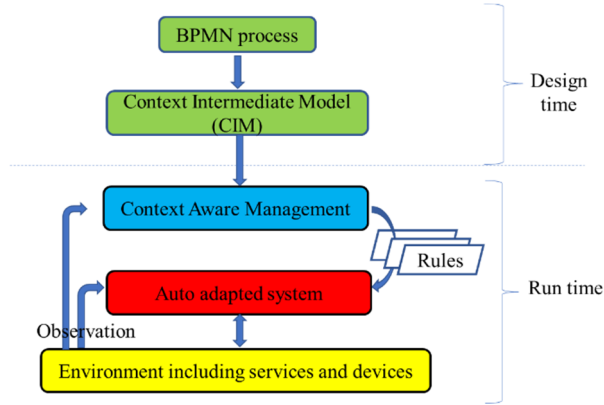 BPMN process
Context Intermediate Model
(CIM)
Design
time
Context Aware Management
Rules
Auto adapted system
Run time
Observation
Environment including services and devices